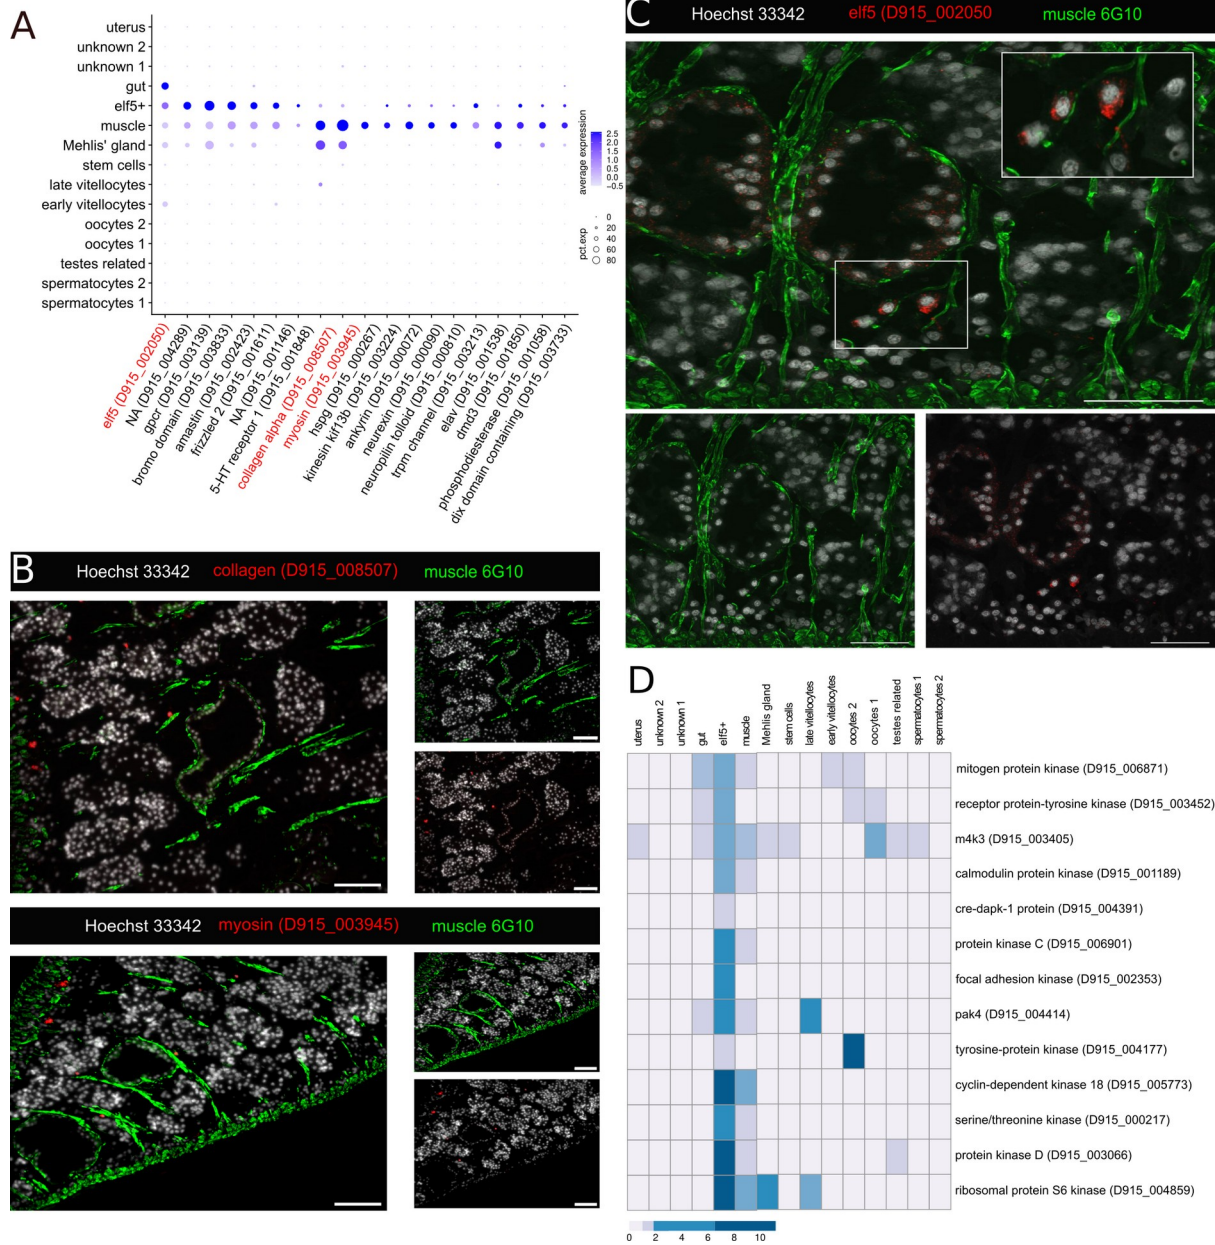 A
uterus
unknown 2
unknown 1
gut
elf5+
muscle
Mehlis' gland
stem cells
late vitellocytes
early vitellocytes
oocytes 2
oocytes 1
testes related
spermatocytes 2
spermatocytes 1
elf5 (D915_002050)
NA (D915_004289)
gpcr (D915_003139)
bromo domain (D915_003833)
amastin (D915_002423)
frizzled 2 (D915_001611)
NA (D915_001146)
5-HT receptor 1 (D915_001848)
collagen alpha (D915_008507)
myosin (D915_003945)
hspg (D915_000267)
kinesin kif13b (D915_003224)
ankyrin (D915_000072)
neurexin (D915_000090)
neuropilin tolloid (D915_000810)
trpm channel (D915_003213)
elav (D915_001538)
dmd3 (D915_001850)
phosphodiesterase (D915_001058)
dix domain containing (D915_003733)
average expression
2.5
2.0
1.5
1.0
0.5
0.0
−0.5
pct.exp
0
20
40
60
80
B
Hoechst 33342 collagen (D915_008507) muscle 6G10
Hoechst 33342 myosin (D915_003945) muscle 6G10
C
Hoechst 33342 elf5 (D915_002050 muscle 6G10
D
uterus
unknown 2
unknown 1
gut
elf5+
muscle
Mehlis gland
stem cells
late vitellocytes
early vitellocytes
oocytes 2
oocytes 1
testes related
spermatocytes 1
spermatocytes 2
mitogen protein kinase (D915_006871)
receptor protein-tyrosine kinase (D915_003452)
m4k3 (D915_003405)
calmodulin protein kinase (D915_001189)
cre-dapk-1 protein (D915_004391)
protein kinase C (D915_006901)
focal adhesion kinase (D915_002353)
pak4 (D915_004414)
tyrosine-protein kinase (D915_004177)
cyclin-dependent kinase 18 (D915_005773)
serine/threonine kinase (D915_000217)
protein kinase D (D915_003066)
ribosomal protein S6 kinase (D915_004859)
0 2 4 6 8 10